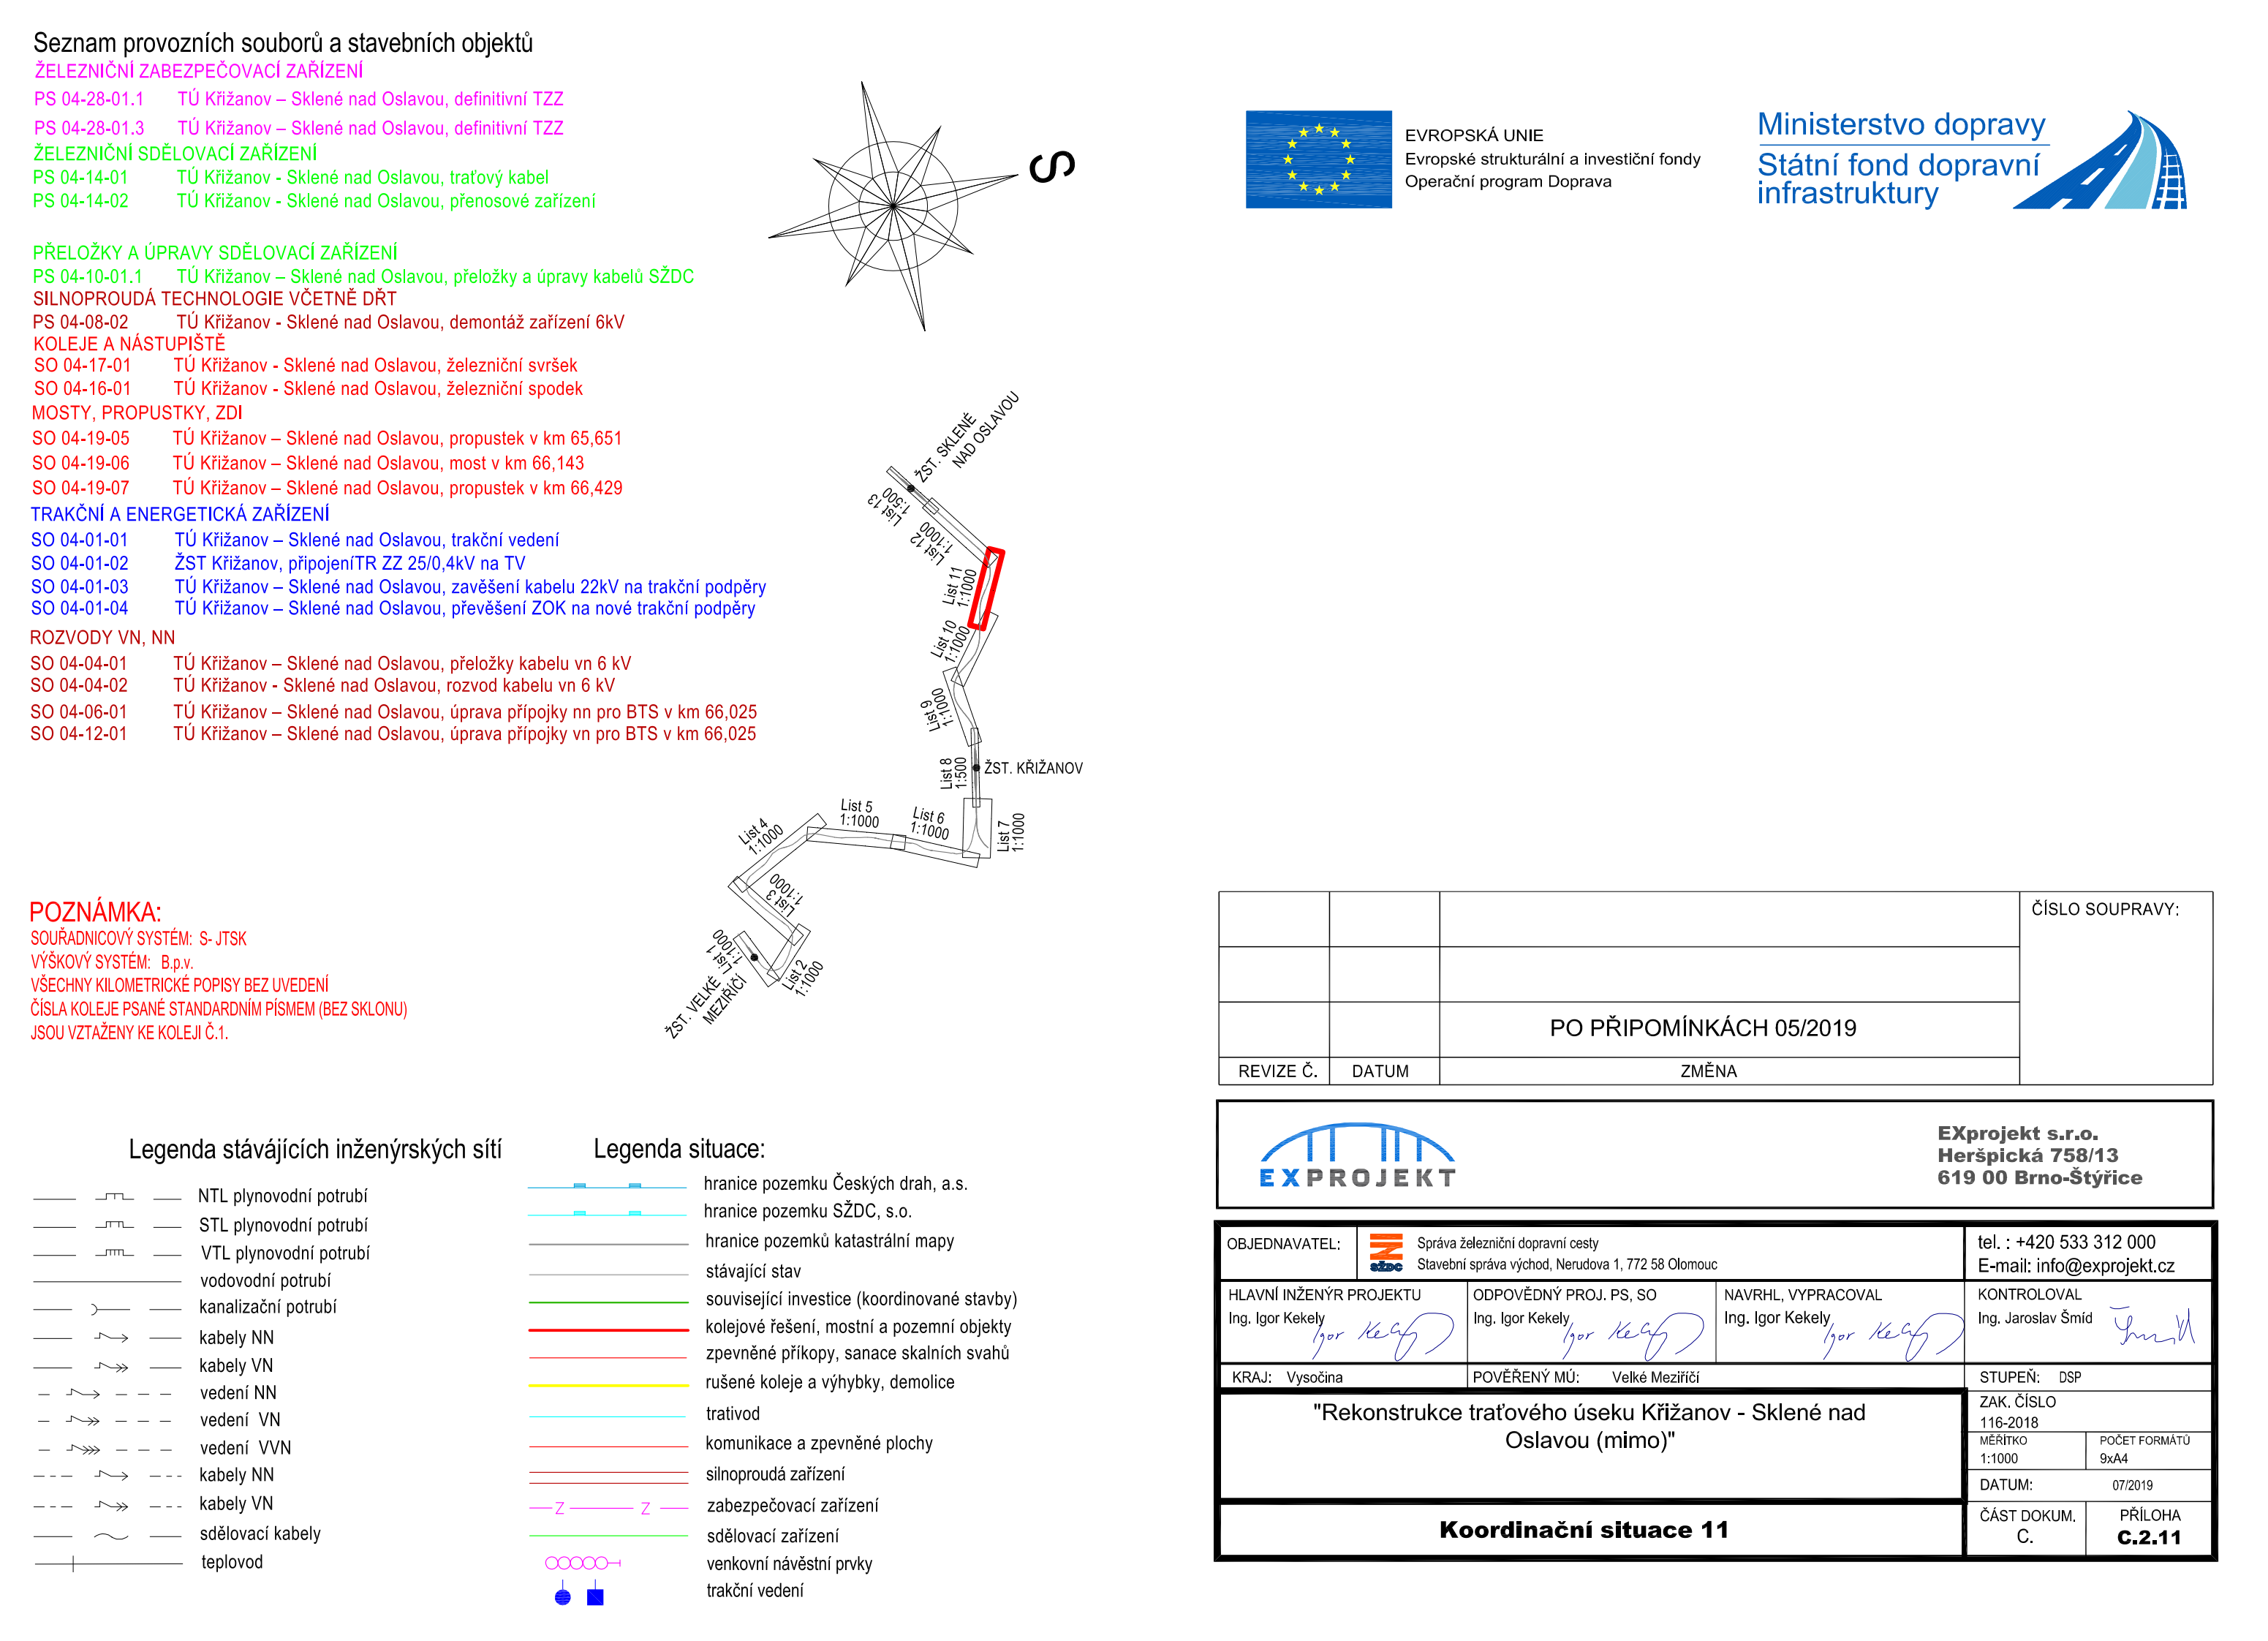 Seznam provozních souborů a stavebních objektů
ŽELEZNIČNÍ ZABEZPEČOVACÍ ZAŘÍZENÍ
PS 04-28-01.1 TÚ Křižanov – Sklené nad Oslavou, definitivní TZZ
PS 04-28-01.3 TÚ Křižanov – Sklené nad Oslavou, definitivní TZZ
ŽELEZNIČNÍ SDĚLOVACÍ ZAŘÍZENÍ
PS 04-14-01 TÚ Křižanov - Sklené nad Oslavou, traťový kabel
PS 04-14-02 TÚ Křižanov - Sklené nad Oslavou, přenosové zařízení
PŘELOŽKY A ÚPRAVY SDĚLOVACÍ ZAŘÍZENÍ
PS 04-10-01.1 TÚ Křižanov – Sklené nad Oslavou, přeložky a úpravy kabelů SŽDC
SILNOPROUDÁ TECHNOLOGIE VČETNĚ DŘT
PS 04-08-02 TÚ Křižanov - Sklené nad Oslavou, demontáž zařízení 6kV
KOLEJE A NÁSTUPIŠTĚ
SO 04-17-01 TÚ Křižanov - Sklené nad Oslavou, železniční svršek
SO 04-16-01 TÚ Křižanov - Sklené nad Oslavou, železniční spodek
MOSTY, PROPUSTKY, ZDI
SO 04-19-05 TÚ Křižanov – Sklené nad Oslavou, propustek v km 65,651
SO 04-19-06 TÚ Křižanov – Sklené nad Oslavou, most v km 66,143
SO 04-19-07 TÚ Křižanov – Sklené nad Oslavou, propustek v km 66,429
TRAKČNÍ A ENERGETICKÁ ZAŘÍZENÍ
SO 04-01-01 TÚ Křižanov – Sklené nad Oslavou, trakční vedení
SO 04-01-02 ŽST Křižanov, připojeníTR ZZ 25/0,4kV na TV
SO 04-01-03 TÚ Křižanov – Sklené nad Oslavou, zavěšení kabelu 22kV na trakční podpěry
SO 04-01-04 TÚ Křižanov – Sklené nad Oslavou, převěšení ZOK na nové trakční podpěry
ROZVODY VN, NN
SO 04-04-01 TÚ Křižanov – Sklené nad Oslavou, přeložky kabelu vn 6 kV
SO 04-04-02 TÚ Křižanov - Sklené nad Oslavou, rozvod kabelu vn 6 kV
SO 04-06-01 TÚ Křižanov – Sklené nad Oslavou, úprava přípojky nn pro BTS v km 66,025
SO 04-12-01 TÚ Křižanov – Sklené nad Oslavou, úprava přípojky vn pro BTS v km 66,025
POZNÁMKA:
SOUŘADNICOVÝ SYSTÉM: S- JTSK
VÝŠKOVÝ SYSTÉM: B.p.v.
VŠECHNY KILOMETRICKÉ POPISY BEZ UVEDENÍ
ČÍSLA KOLEJE PSANÉ STANDARDNÍM PÍSMEM (BEZ SKLONU)
JSOU VZTAŽENY KE KOLEJI Č.1.
S
ŽST. SKLENÉ
NAD OSLAVOU
List 13
1:500
List 12
1:1000
List 11
1:1000
List 10
1:1000
List 9
1:1000
List 8
1:500
ŽST. KŘIŽANOV
List 7
1:1000
List 6
1:1000
List 5
1:1000
List 4
1:1000
List 3
1:1000
List 2
1:1000
List 1
1:1000
ŽST. VELKÉ
MEZIŘÍČÍ
Legenda stávajících inženýrských sítí
NTL plynovodní potrubí
STL plynovodní potrubí
VTL plynovodní potrubí
vodovodní potrubí
kanalizační potrubí
kabely NN
kabely VN
vedení NN
vedení VN
vedení VVN
kabely NN
kabely VN
sdělovací kabely
teplovod
Legenda situace:
hranice pozemku Českých drah, a.s.
hranice pozemku SŽDC, s.o.
hranice pozemků katastrální mapy
stávající stav
související investice (koordinované stavby)
kolejové řešení, mostní a pozemní objekty
zpevněné příkopy, sanace skalních svahů
rušené koleje a výhybky, demolice
trativod
komunikace a zpevněné plochy
silnoproudá zařízení
Z Z zabezpečovací zařízení
sdělovací zařízení
venkovní návěstní prvky
trakční vedení
EVROPSKÁ UNIE
Evropské strukturální a investiční fondy
Operační program Doprava
Ministerstvo dopravy
Státní fond dopravní
infrastruktury
ČÍSLO SOUPRAVY:
PO PŘIPOMÍNKÁCH 05/2019
REVIZE Č. DATUM ZMĚNA
EXPROJEKT
EXprojekt s.r.o.
Heršpická 758/13
619 00 Brno-Štýřice
OBJEDNAVATEL:
SŽDC
Správa železniční dopravní cesty
Stavební správa východ, Nerudova 1, 772 58 Olomouc
tel. : +420 533 312 000
E-mail: info@exprojekt.cz
HLAVNÍ INŽENÝR PROJEKTU
Ing. Igor Kekely
Igor Kekely
ODPOVĚDNÝ PROJ. PS, SO
Ing. Igor Kekely
Igor Kekely
NAVRHL, VYPRACOVAL
Ing. Igor Kekely
Igor Kekely
KONTROLOVAL
Ing. Jaroslav Šmíd
Šmíd
KRAJ: Vysočina
POVĚŘENÝ MÚ: Velké Meziříčí
STUPEŇ: DSP
"Rekonstrukce traťového úseku Křižanov - Sklené nad
Oslavou (mimo)"
ZAK. ČÍSLO
116-2018
MĚŘÍTKO
1:1000
POČET FORMÁTŮ
9xA4
DATUM: 07/2019
Koordinační situace 11
ČÁST DOKUM.
C.
PŘÍLOHA
C.2.11